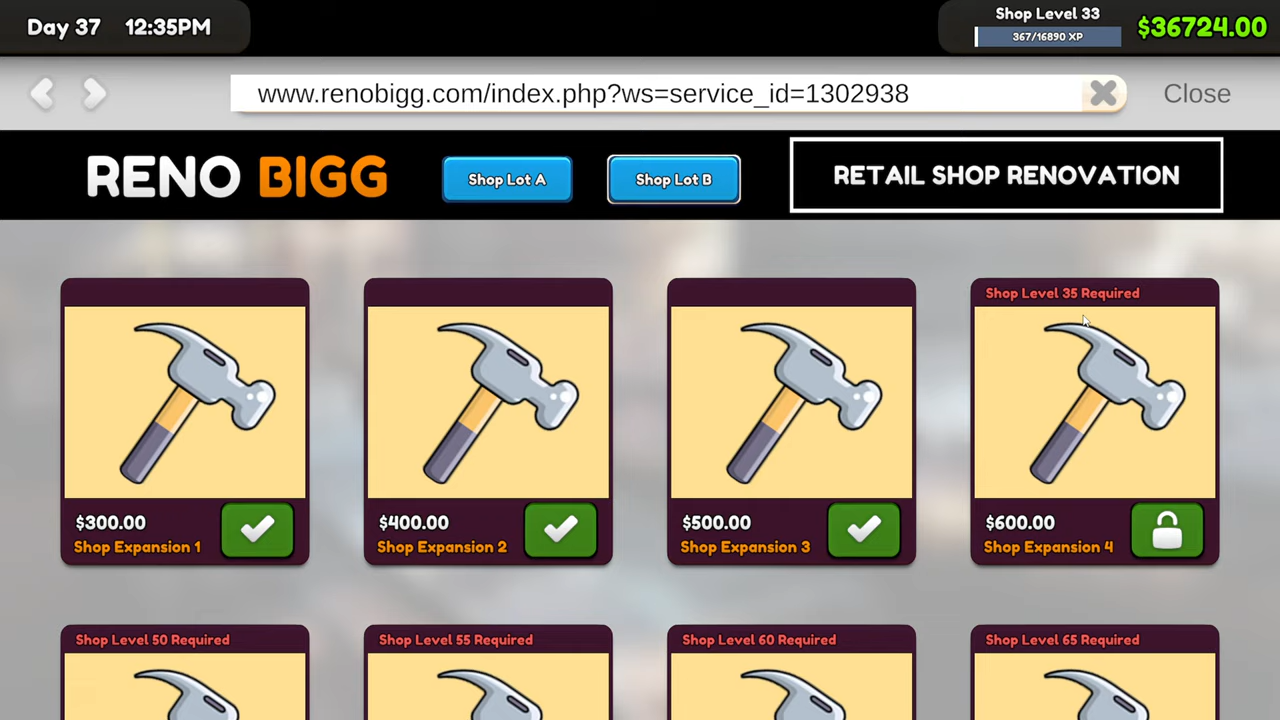 Day 37 12:35PM
Shop Level 33
367/16890 XP
$36724.00
www.renobigg.com/index.php?ws=service_id=1302938
Close
RENO BIGG
Shop Lot A
Shop Lot B
RETAIL SHOP RENOVATION
Shop Level 35 Required
$300.00
Shop Expansion 1
$400.00
Shop Expansion 2
$500.00
Shop Expansion 3
$600.00
Shop Expansion 4
Shop Level 50 Required
Shop Level 55 Required
Shop Level 60 Required
Shop Level 65 Required